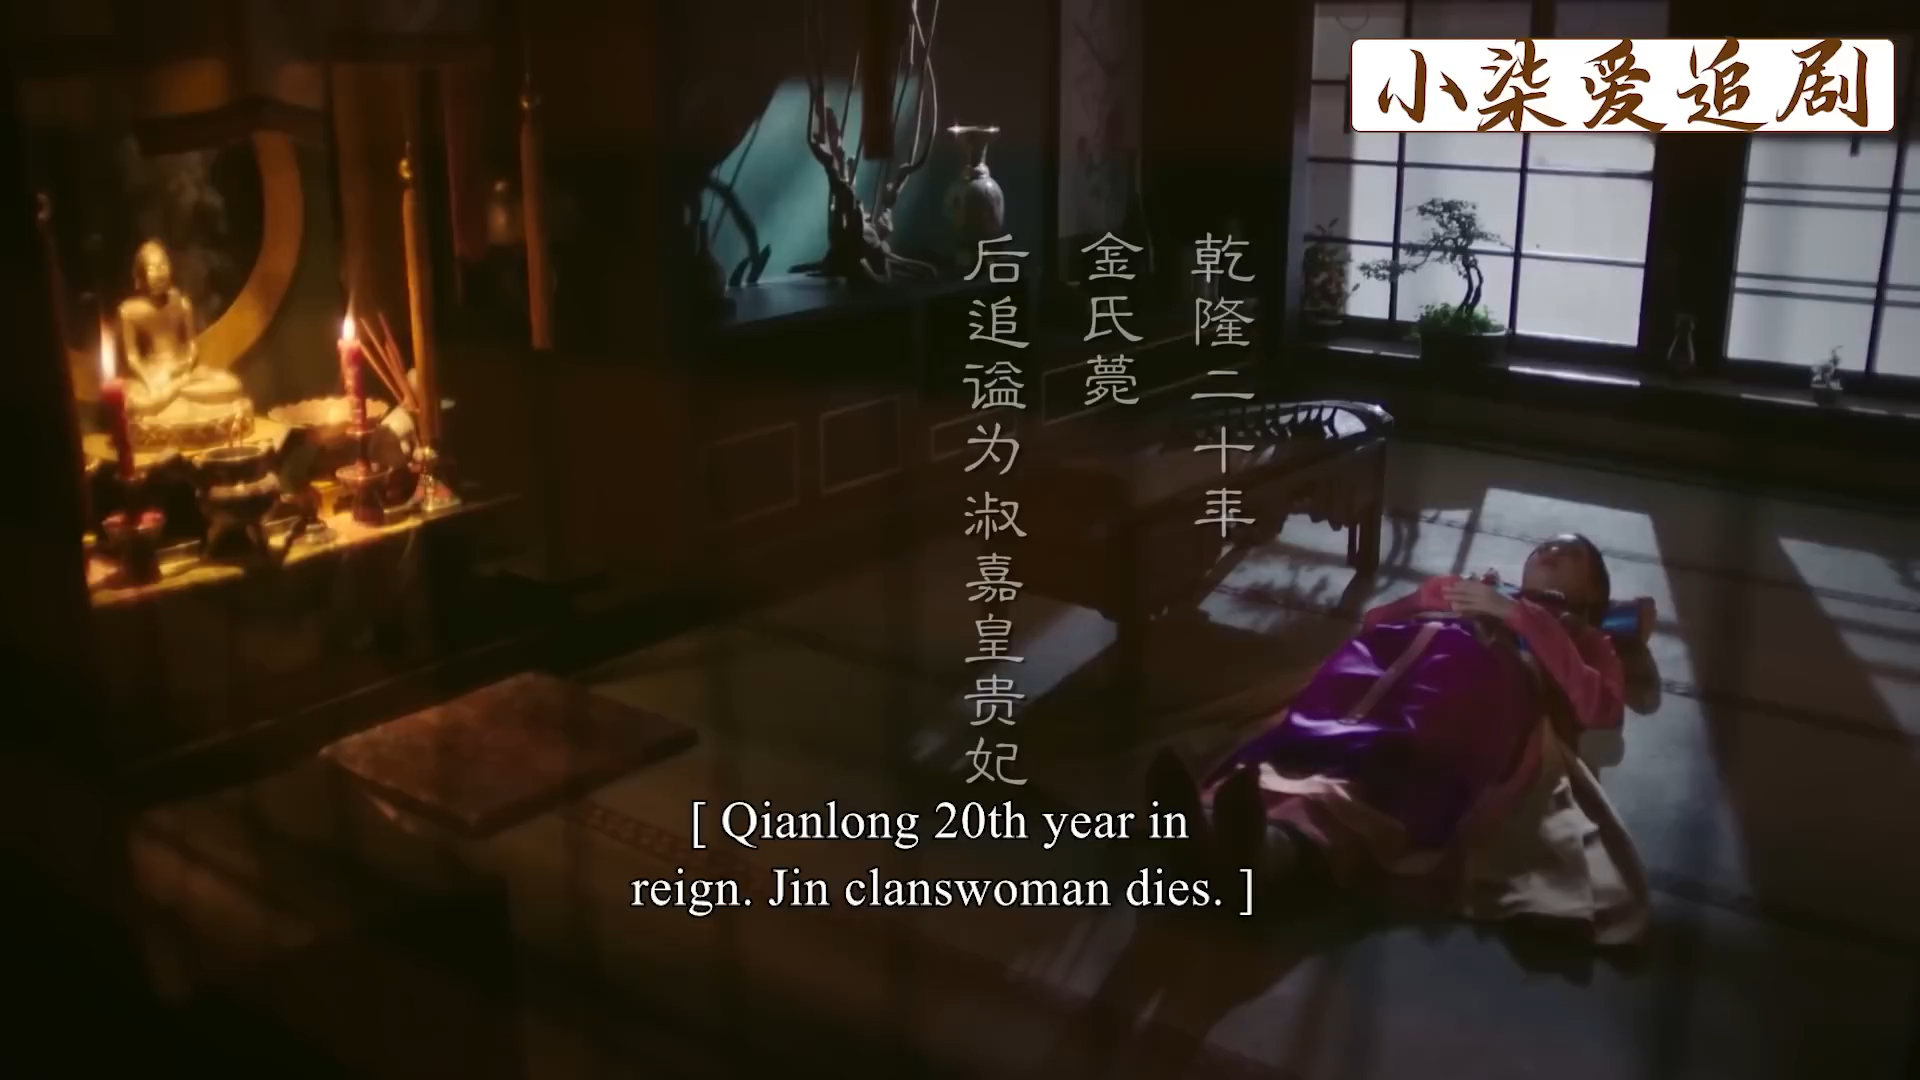 小柒爱追剧
乾隆二十年
金氏薨
后追谥为淑嘉皇贵妃
[ Qianlong 20th year in
reign. Jin clanswoman dies. ]